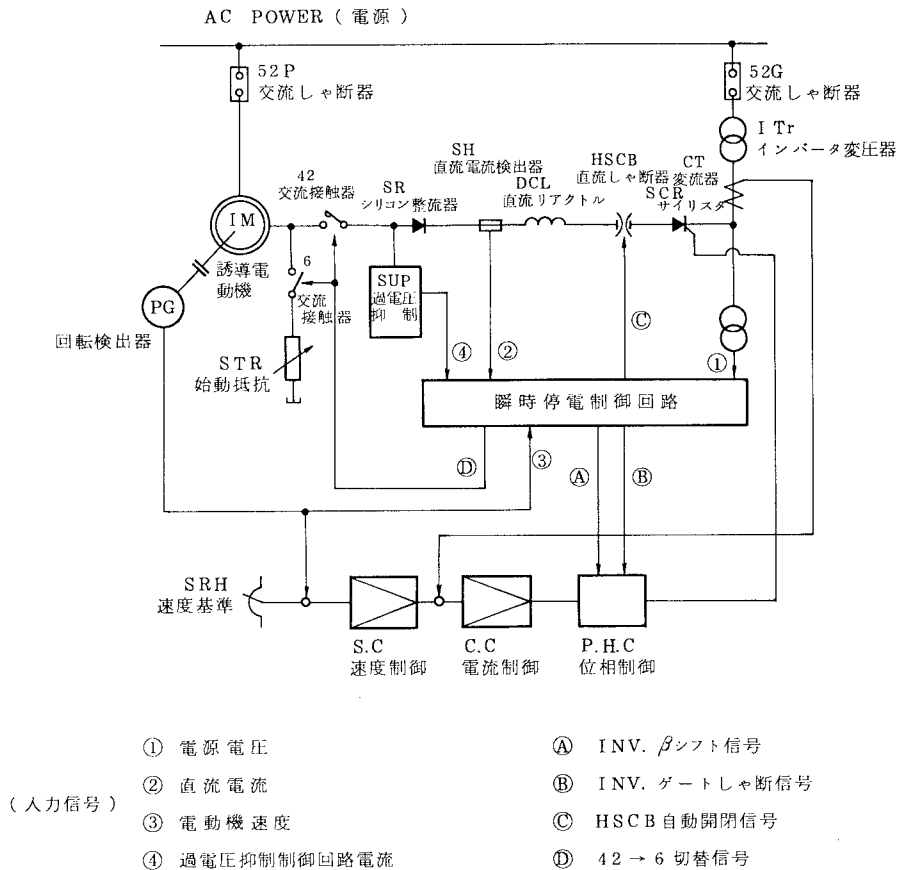 AC POWER (電源)
52P
交流しゃ断器
52G
交流しゃ断器
ITr
インバータ変圧器
SH
直流電流検出器
HSCB
直流しゃ断器
CT
変流器
42
交流接触器
SR
シリコン整流器
DCL
直流リアクトル
SCR
サイリスタ
IM
誘導電
動機
6
交流
接触器
SUP
過電圧
抑制
PG
回転検出器
STR
始動抵抗
④
②
Ⓒ
①
瞬時停電制御回路
Ⓓ
③
Ⓐ
Ⓑ
SRH
速度基準
S.C
速度制御
C.C
電流制御
P.H.C
位相制御
① 電源電圧
Ⓐ INV. βシフト信号
② 直流電流
Ⓑ INV. ゲートしゃ断信号
(人力信号)
③ 電動機速度
Ⓒ HSCB自動開閉信号
④ 過電圧抑制制御回路電流
Ⓓ 42→6切替信号